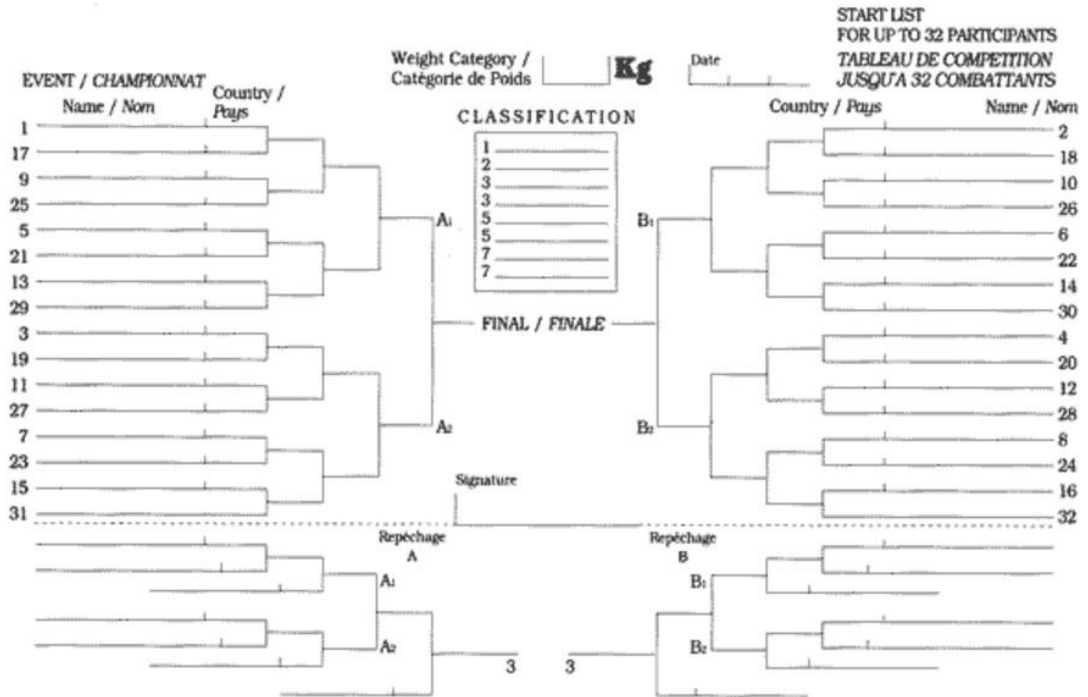 START LIST
FOR UP TO 32 PARTICIPANTS
TABLEAU DE COMPETITION
JUSQU'A 32 COMBATTANTS
Weight Category /
Catégorie de Poids
Kg
Date
EVENT / CHAMPIONNAT
Name / Nom
Country /
Pays
Country / Pays
Name / Nom
CLASSIFICATION
1
2
3
3
5
5
7
7
1
17
9
25
5
21
13
29
3
19
11
27
7
23
15
31
A1
A2
FINAL / FINALE
B1
B2
2
18
10
26
6
22
14
30
4
20
12
28
8
24
16
32
Signature
Repêchage
A
Repêchage
B
A1
A2
3
3
B1
B2